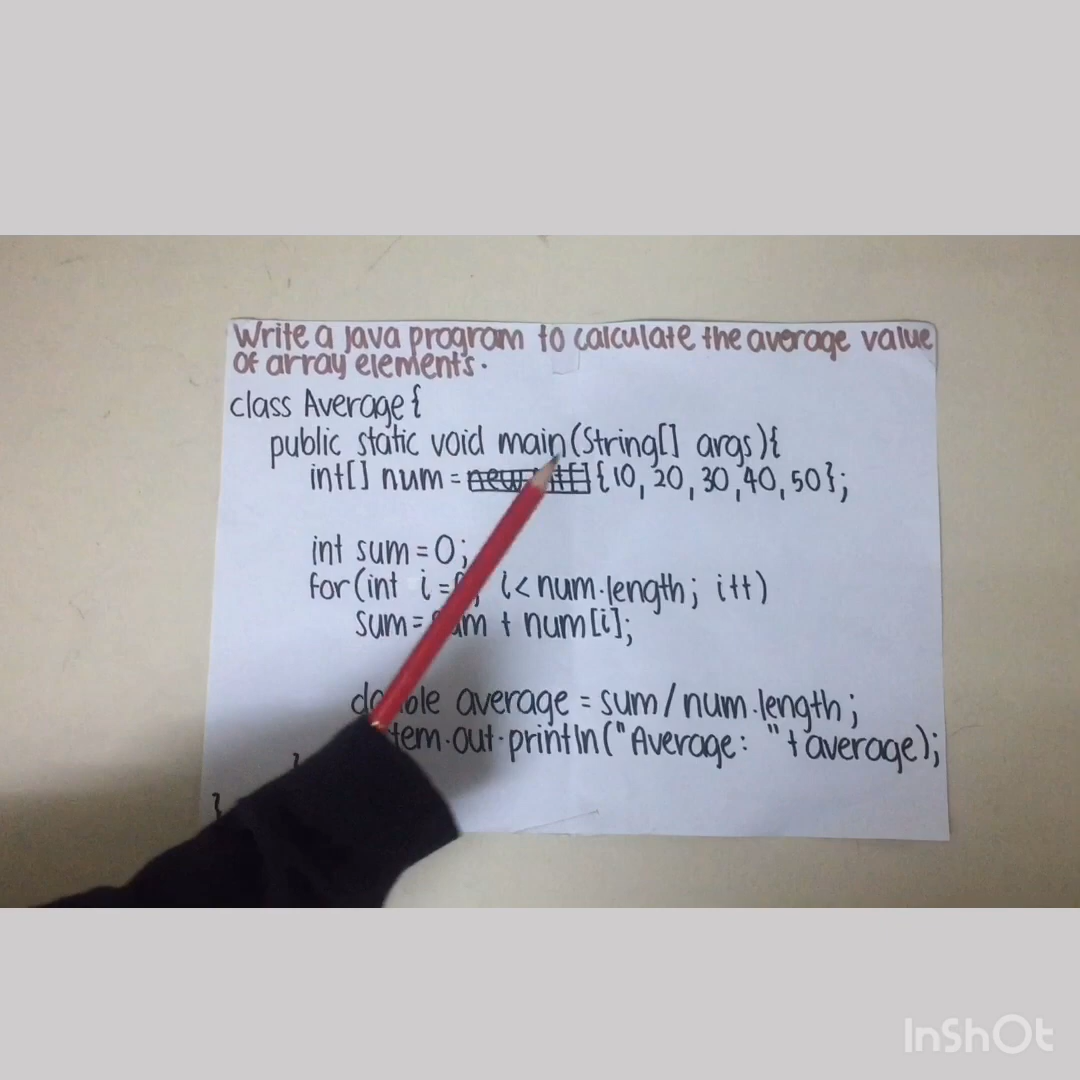 Write a java program to calculate the average value
of array elements.
class Average{
public static void main(String[] args){
int[] num = {10, 20, 30, 40, 50};
int sum = 0;
for(int i = ; i < num.length; i++)
sum = + num[i];
average = sum / num.length;
.out.println("Average: " + average);
}
}
InShOt